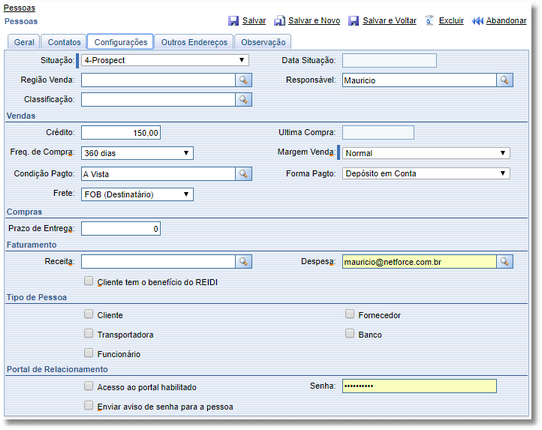 Pessoas
Pessoas Salvar Salvar e Novo Salvar e Voltar Excluir Abandonar
Geral Contatos Configurações Outros Endereços Observação
Situação: 4-Prospect Data Situação:
Região Venda: Responsável: Mauricio
Classificação:
Vendas
Crédito: 150,00 Ultima Compra:
Freq. de Compra: 360 dias Margem Venda: Normal
Condição Pagto: A Vista Forma Pagto: Depósito em Conta
Frete: FOB (Destinatário)
Compras
Prazo de Entrega: 0
Faturamento
Receita: Despesa: mauricio@netforce.com.br
Cliente tem o benefício do REIDI
Tipo de Pessoa
Cliente Fornecedor
Transportadora Banco
Funcionário
Portal de Relacionamento
Acesso ao portal habilitado Senha: ••••••••••
Enviar aviso de senha para a pessoa